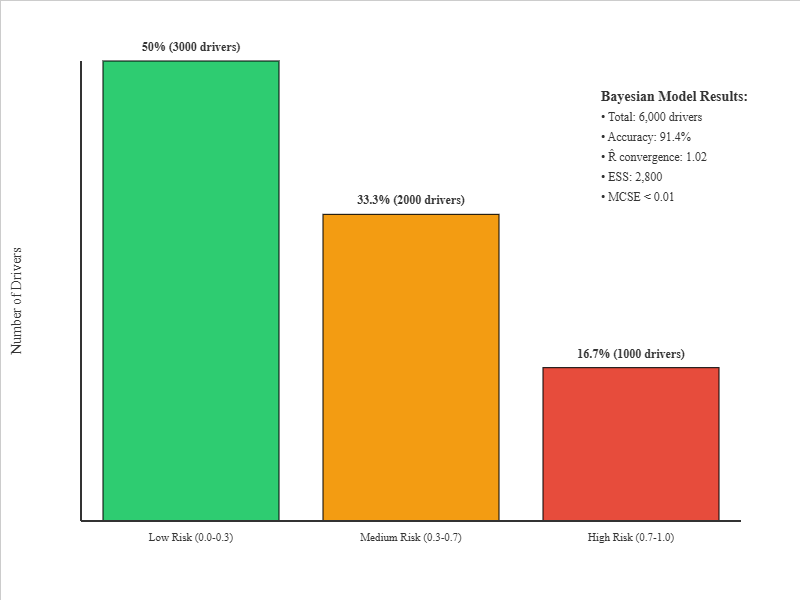 50% (3000 drivers)
Bayesian Model Results:
• Total: 6,000 drivers
• Accuracy: 91.4%
• R̂ convergence: 1.02
• ESS: 2,800
• MCSE < 0.01
33.3% (2000 drivers)
16.7% (1000 drivers)
Number of Drivers
Low Risk (0.0-0.3)
Medium Risk (0.3-0.7)
High Risk (0.7-1.0)